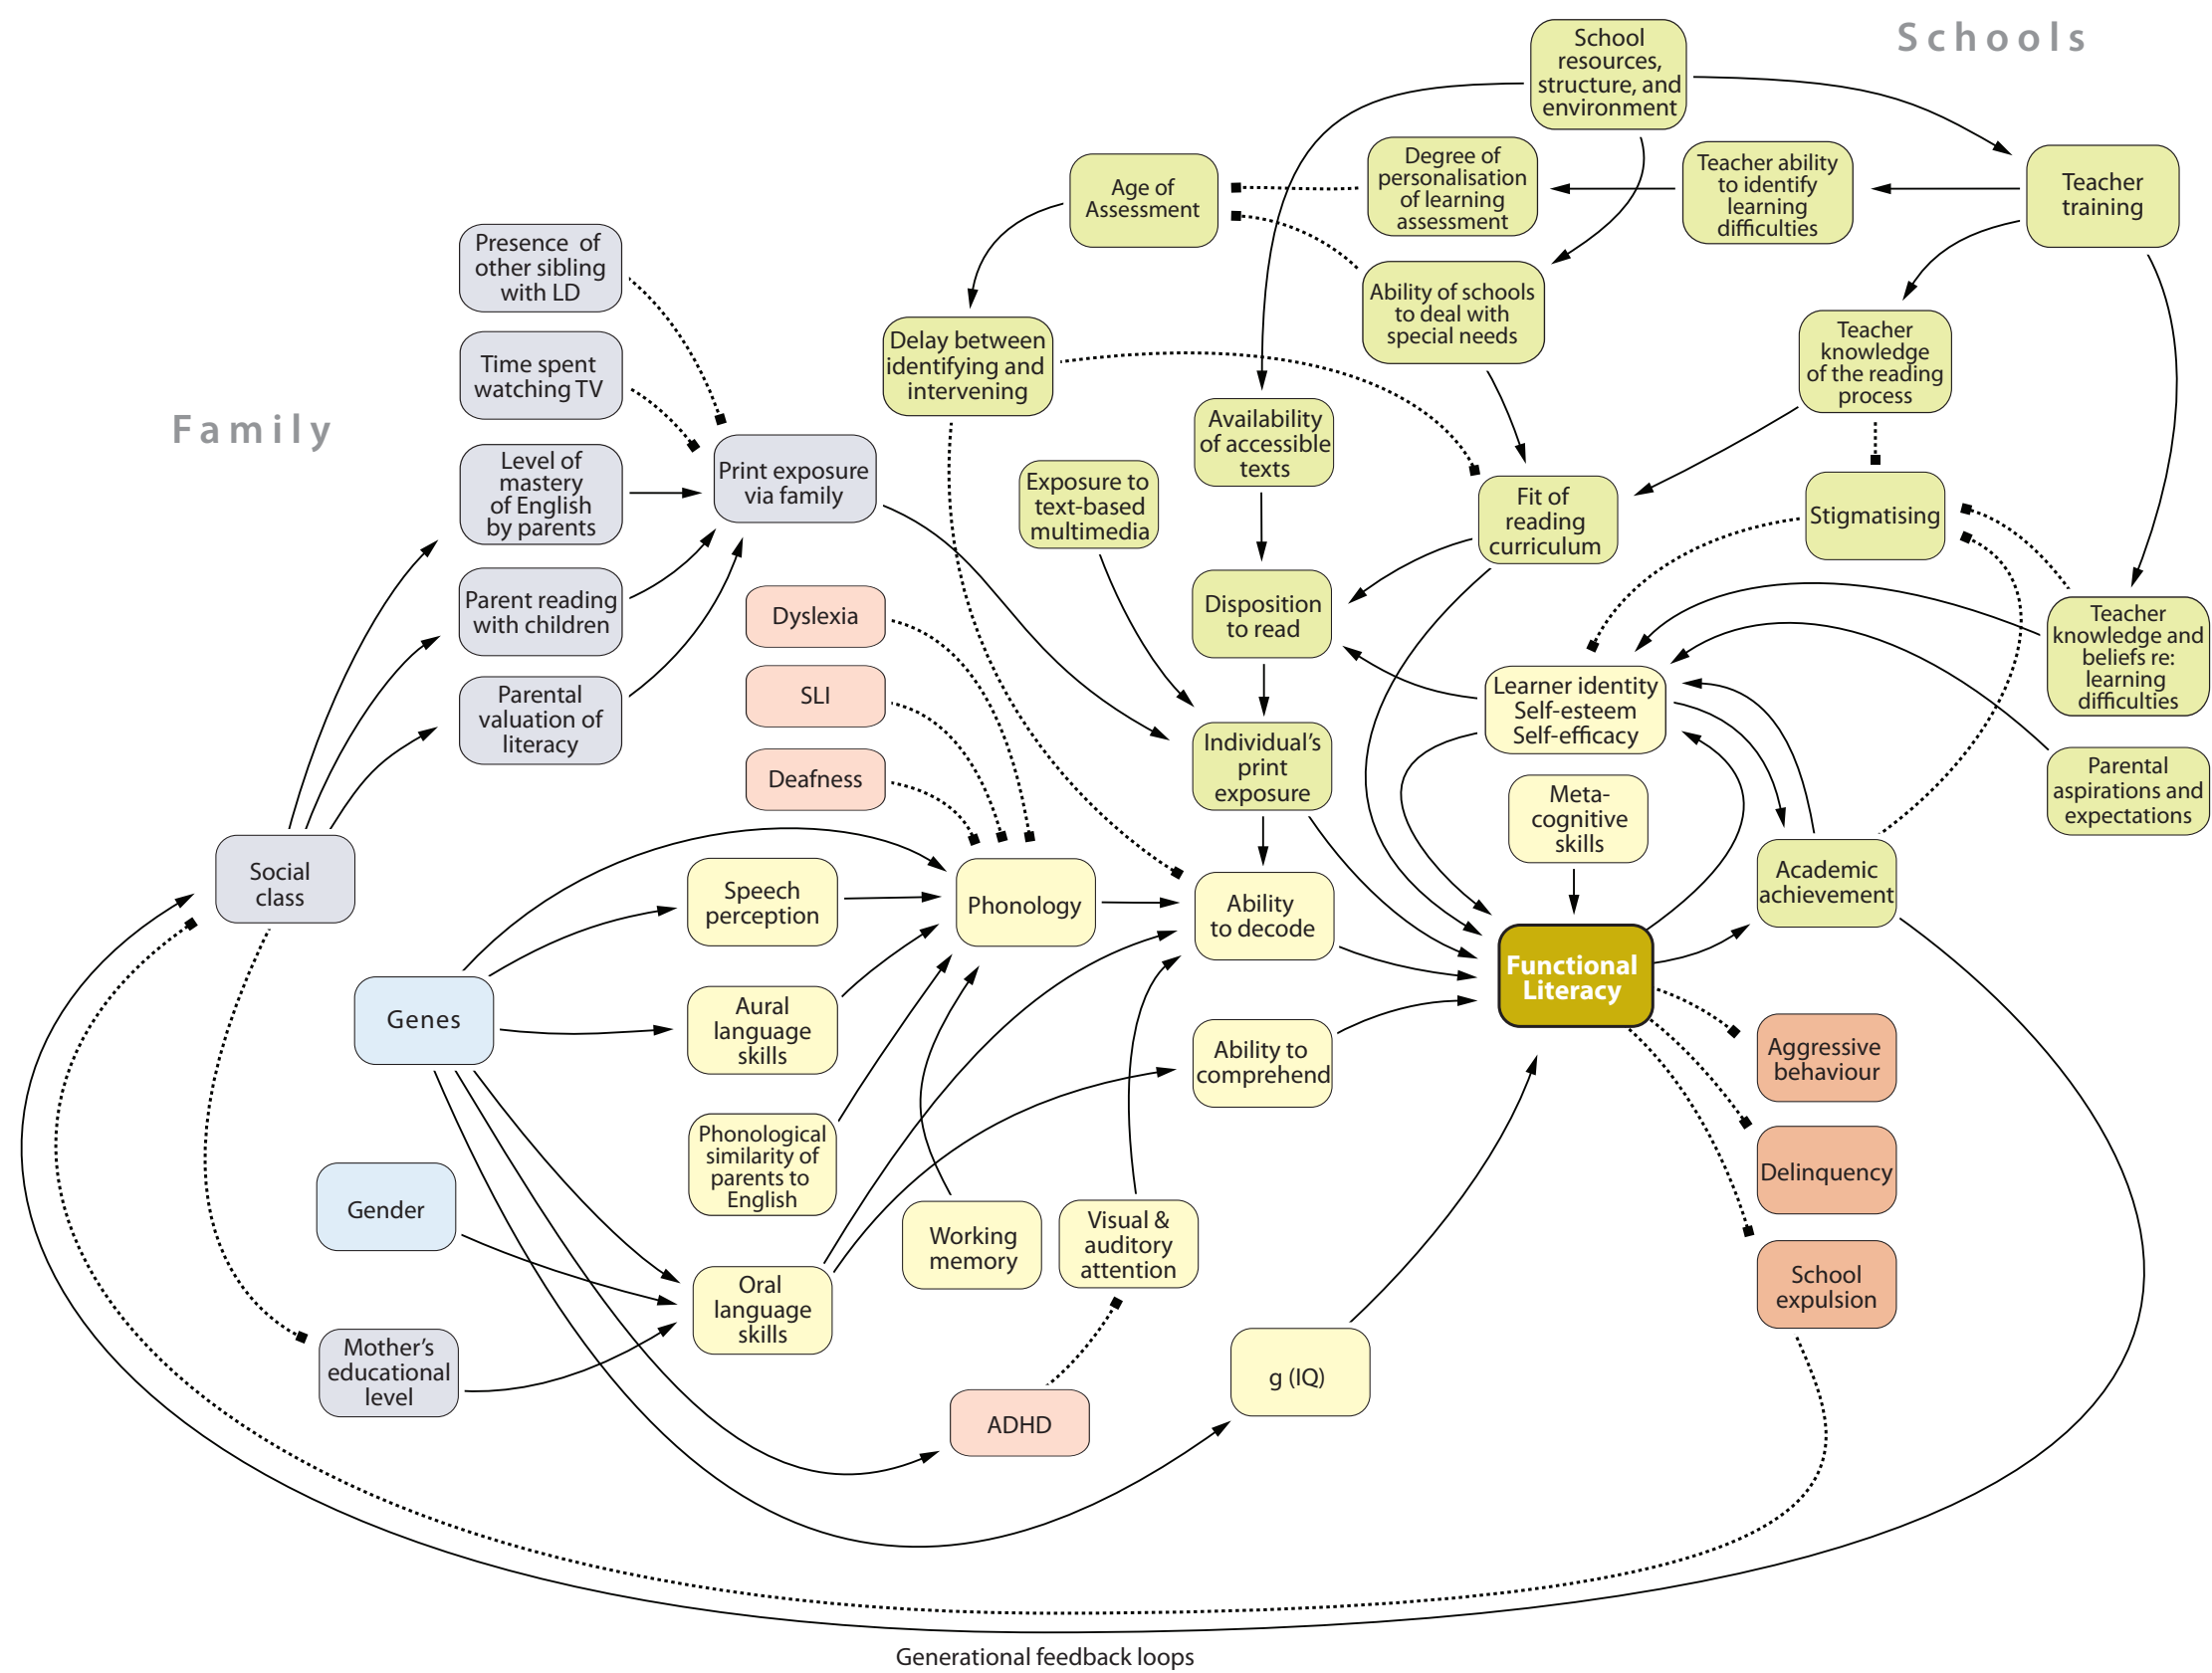 Schools
Family
School
resources,
structure, and
environment
Age of
Assessment
Degree of
personalisation
of learning
assessment
Teacher ability
to identify
learning
difficulties
Teacher
training
Presence of
other sibling
with LD
Time spent
watching TV
Level of
mastery
of English
by parents
Parent reading
with children
Parental
valuation of
literacy
Print exposure
via family
Delay between
identifying and
intervening
Ability of schools
to deal with
special needs
Teacher
knowledge
of the reading
process
Availability
of accessible
texts
Exposure to
text-based
multimedia
Fit of
reading
curriculum
Stigmatising
Dyslexia
SLI
Deafness
Disposition
to read
Learner identity
Self-esteem
Self-efficacy
Teacher
knowledge and
beliefs re:
learning
difficulties
Individual’s
print
exposure
Meta-
cognitive
skills
Parental
aspirations and
expectations
Social
class
Speech
perception
Phonology
Ability
to decode
Academic
achievement
Functional
Literacy
Genes
Aural
language
skills
Ability to
comprehend
Aggressive
behaviour
Phonological
similarity of
parents to
English
Delinquency
Gender
Working
memory
Visual &
auditory
attention
School
expulsion
Oral
language
skills
Mother’s
educational
level
ADHD
g (IQ)
Generational feedback loops